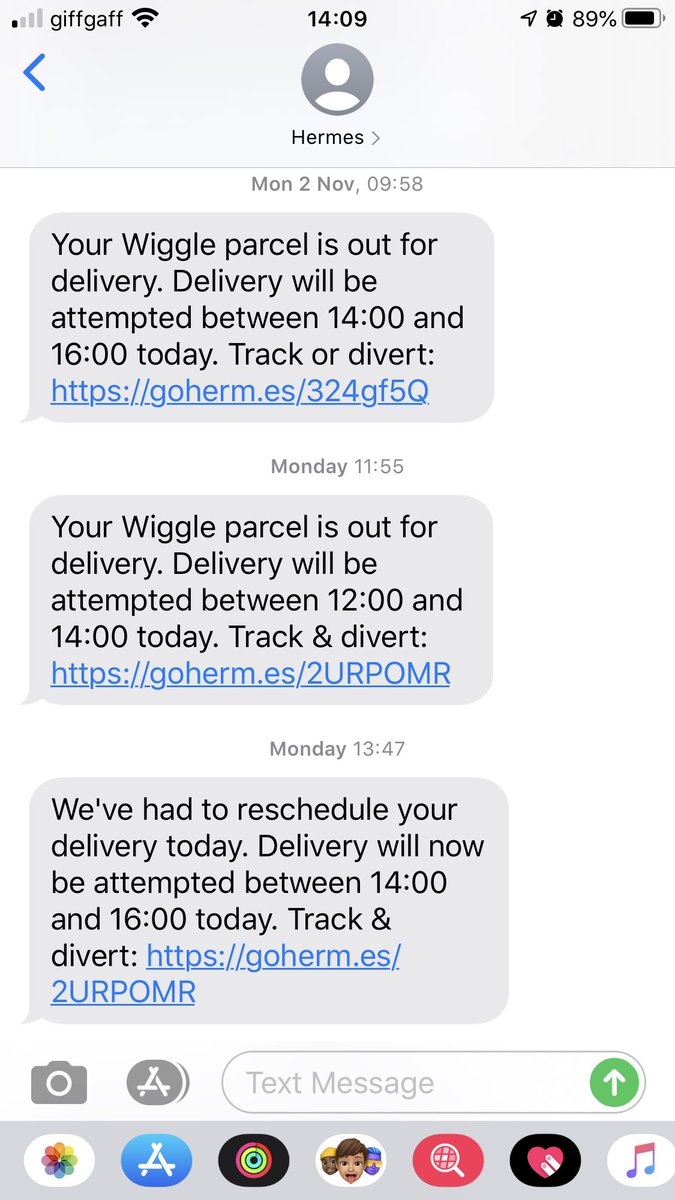 giffgaff 14:09 89%
Hermes
Mon 2 Nov, 09:58
Your Wiggle parcel is out for
delivery. Delivery will be
attempted between 14:00 and
16:00 today. Track or divert:
https://goherm.es/324gf5Q
Monday 11:55
Your Wiggle parcel is out for
delivery. Delivery will be
attempted between 12:00 and
14:00 today. Track & divert:
https://goherm.es/2URPOMR
Monday 13:47
We've had to reschedule your
delivery today. Delivery will now
be attempted between 14:00
and 16:00 today. Track &
divert: https://goherm.es/
2URPOMR
Text Message